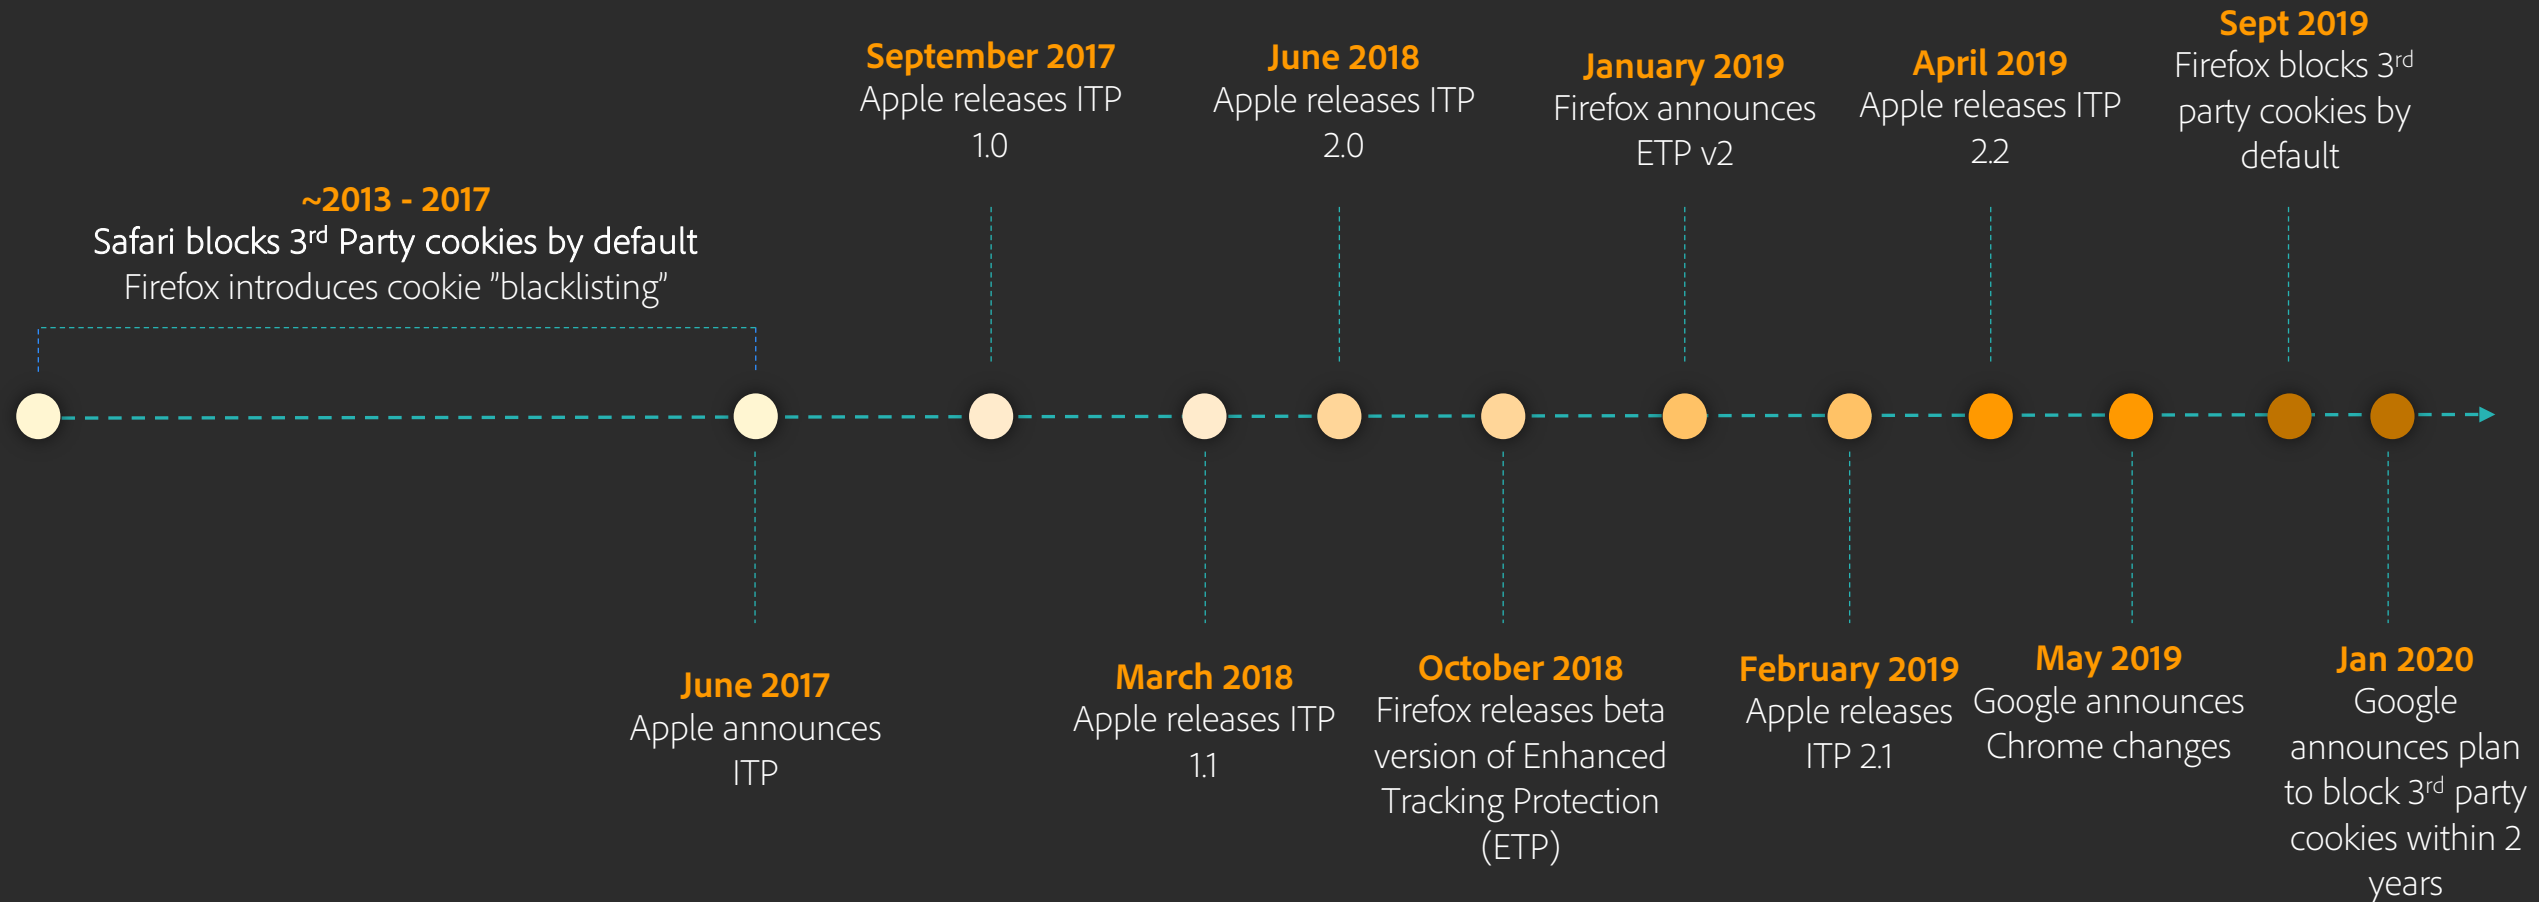 ~2013 - 2017
Safari blocks 3rd Party cookies by default
Firefox introduces cookie ”blacklisting”
June 2017
Apple announces
ITP
September 2017
Apple releases ITP
1.0
March 2018
Apple releases ITP
1.1
June 2018
Apple releases ITP
2.0
October 2018
Firefox releases beta
version of Enhanced
Tracking Protection
(ETP)
January 2019
Firefox announces
ETP v2
February 2019
Apple releases
ITP 2.1
April 2019
Apple releases ITP
2.2
May 2019
Google announces
Chrome changes
Sept 2019
Firefox blocks 3rd
party cookies by
default
Jan 2020
Google
announces plan
to block 3rd party
cookies within 2
years